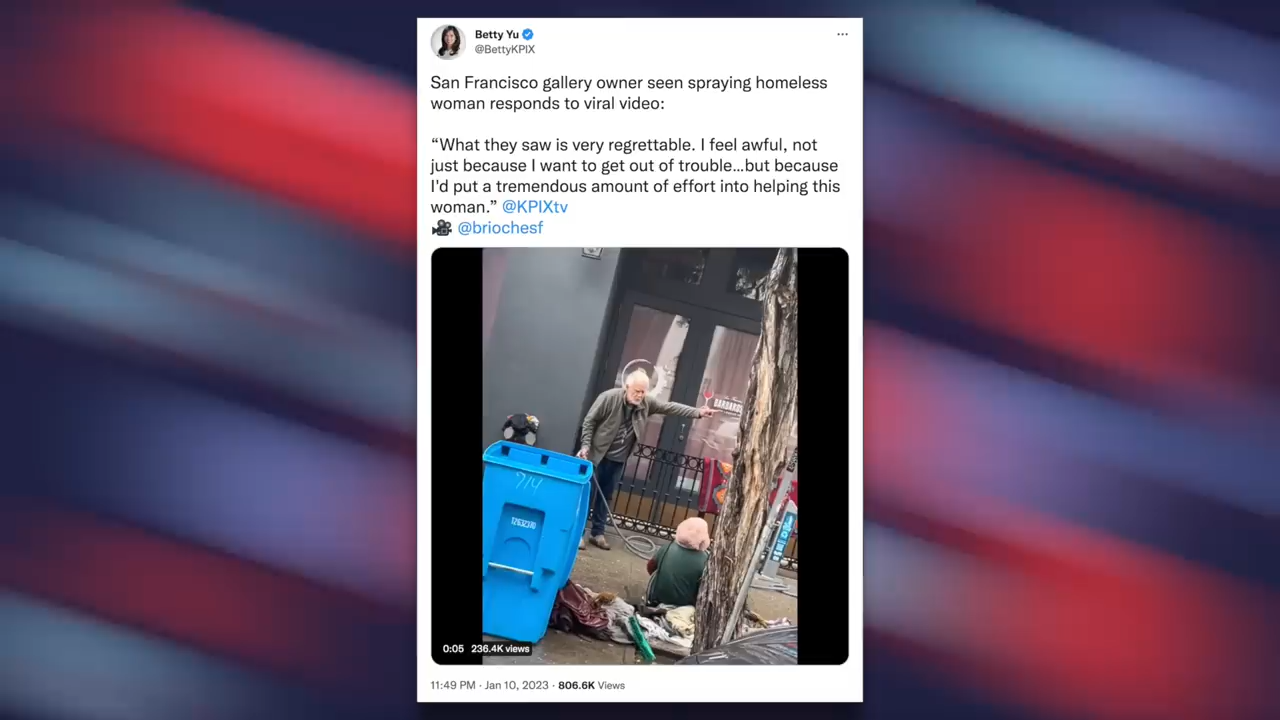 Betty Yu
@BettyKPIX
San Francisco gallery owner seen spraying homeless
woman responds to viral video:
“What they saw is very regrettable. I feel awful, not
just because I want to get out of trouble...but because
I'd put a tremendous amount of effort into helping this
woman.” @KPIXtv
@briochesf
914
0:05 236.4K views
11:49 PM · Jan 10, 2023 · 806.6K Views